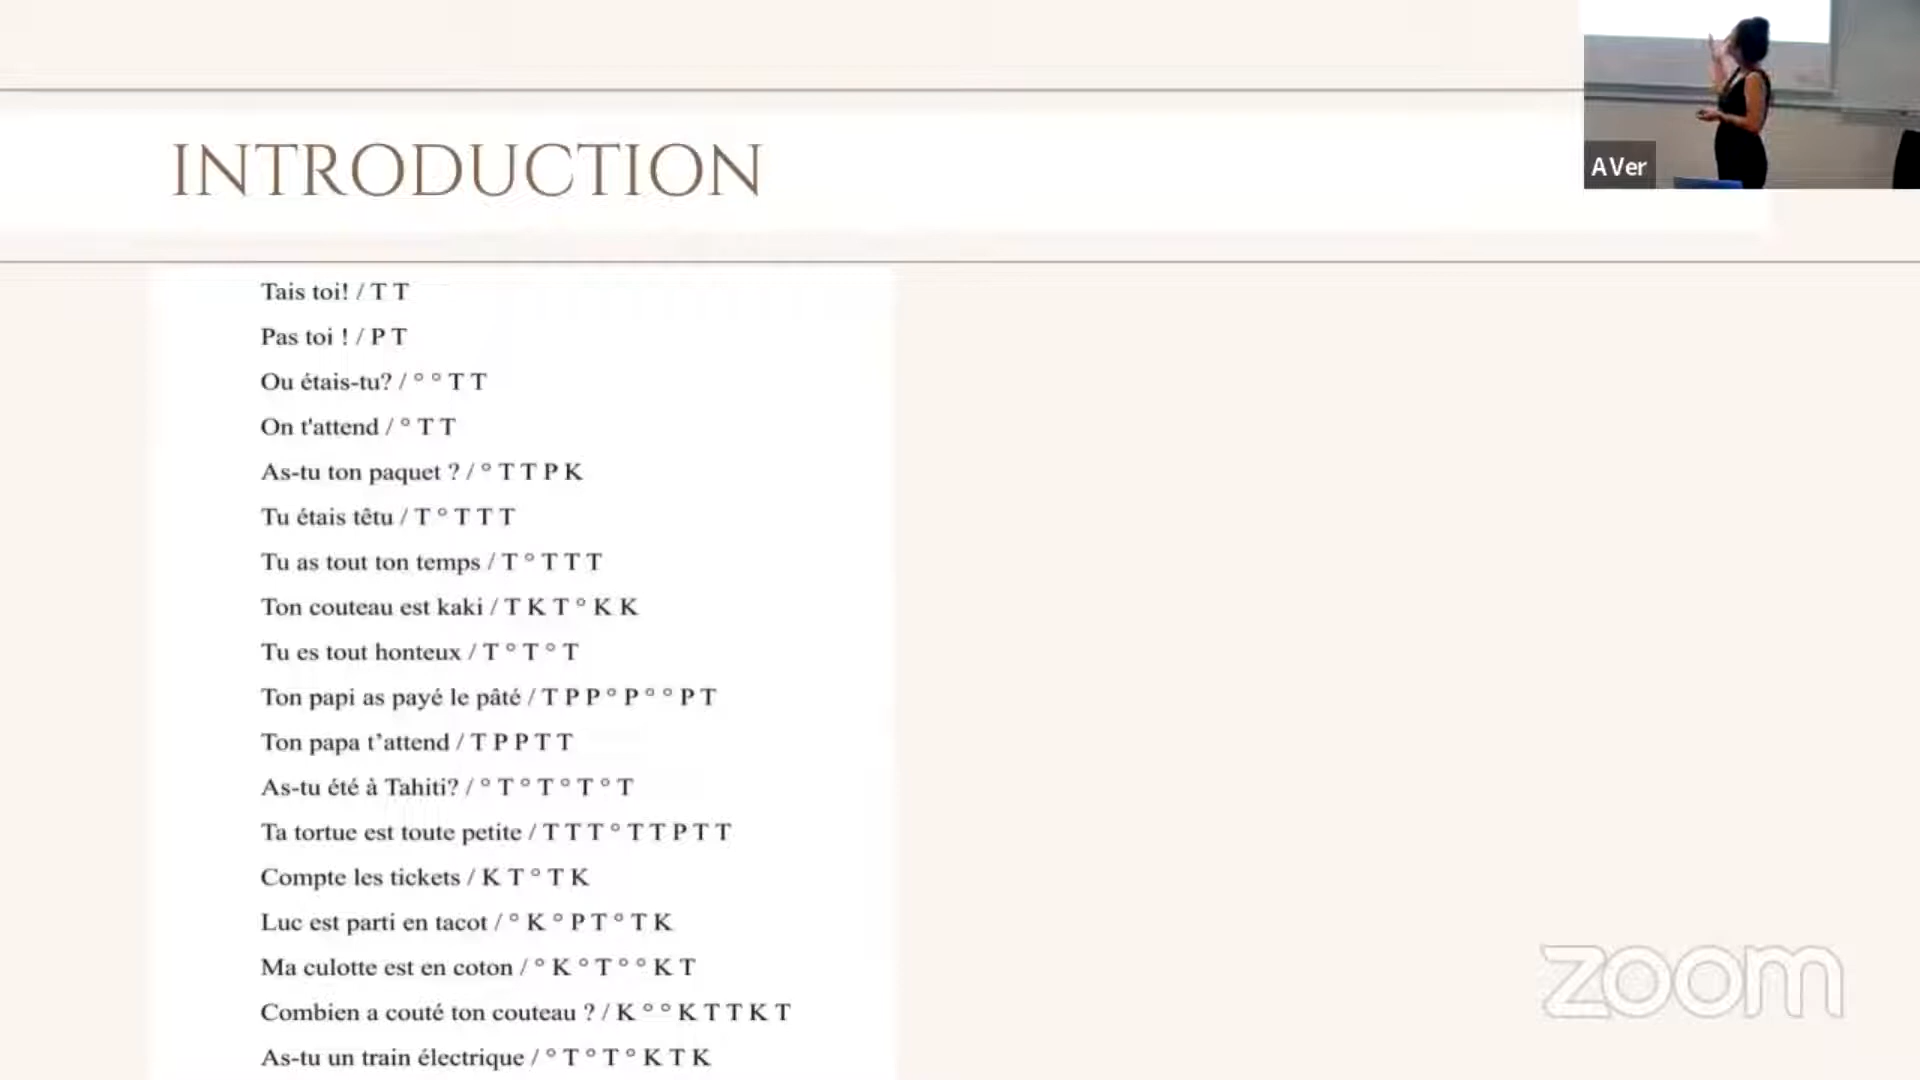 INTRODUCTION
A Ver
Tais toi! / T T
Pas toi ! / P T
Ou étais-tu? / ° ° T T
On t'attend / ° T T
As-tu ton paquet ? / ° T T P K
Tu étais têtu / T ° T T T
Tu as tout ton temps / T ° T T T
Ton couteau est kaki / T K T ° K K
Tu es tout honteux / T ° T ° T
Ton papi as payé le pâté / T P P ° P ° ° P T
Ton papa t’attend / T P P T T
As-tu été à Tahiti? / ° T ° T ° T ° T
Ta tortue est toute petite / T T T ° T T P T T
Compte les tickets / K T ° T K
Luc est parti en tacot / ° K ° P T ° T K
Ma culotte est en coton / ° K ° T ° ° K T
Combien a couté ton couteau ? / K ° ° K T T K T
As-tu un train électrique / ° T ° T ° K T K
zoom